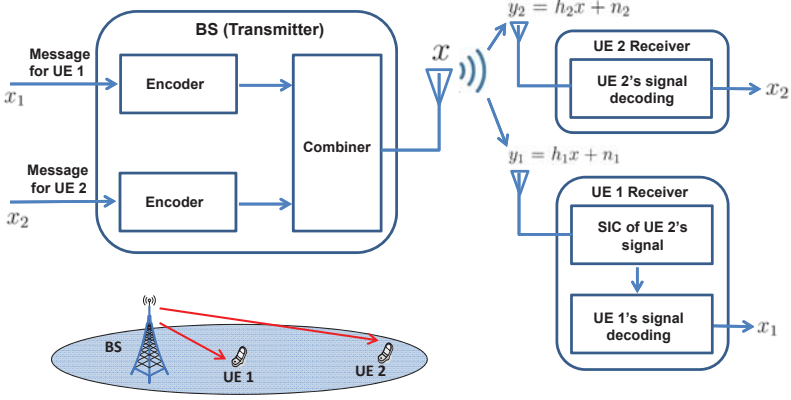 BS (Transmitter)
Message
for UE 1
x₁
Encoder
Message
for UE 2
x₂
Encoder
Combiner
x
y₂ = h₂x + n₂
UE 2 Receiver
UE 2's signal
decoding
x₂
y₁ = h₁x + n₁
UE 1 Receiver
SIC of UE 2's
signal
UE 1's signal
decoding
x₁
BS
UE 1
UE 2